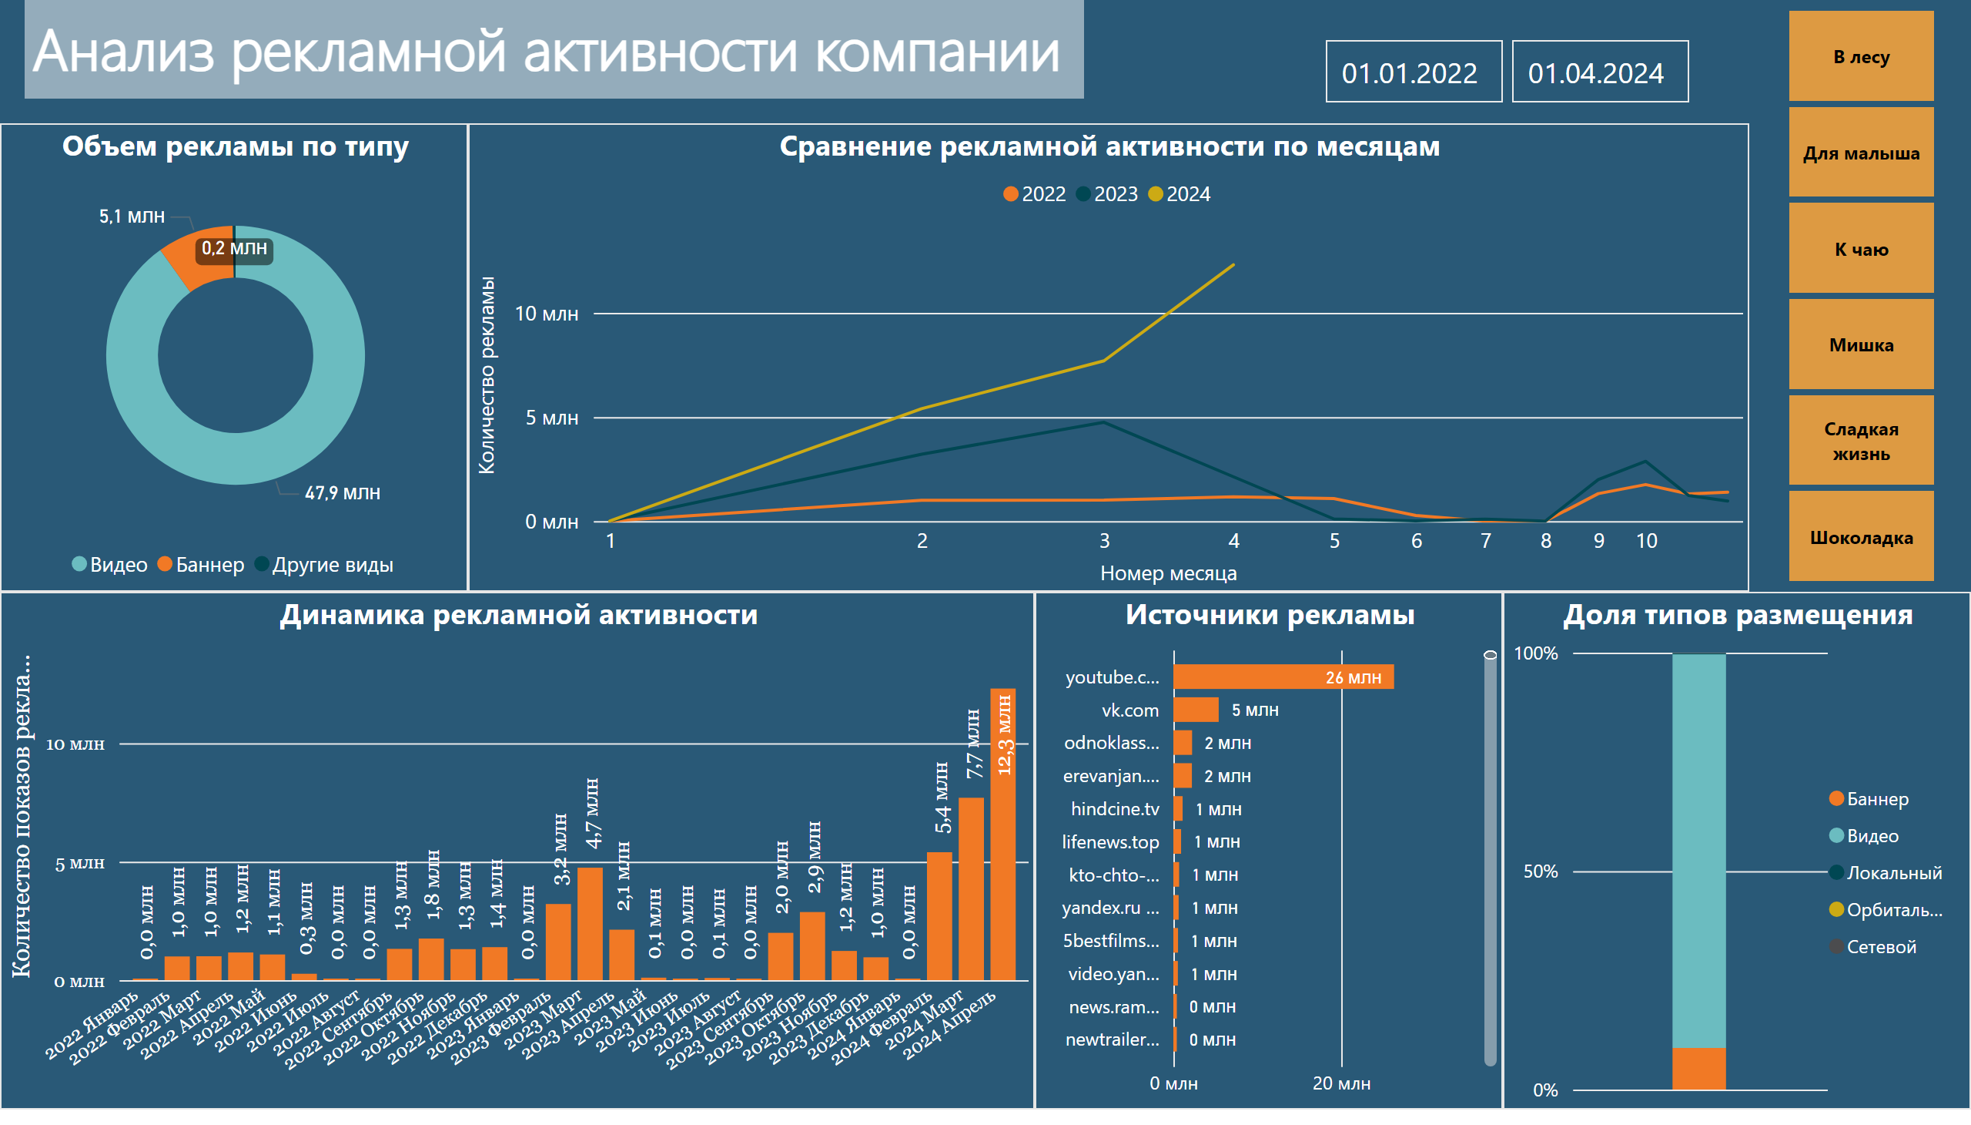 Анализ рекламной активности компании
01.01.2022
01.04.2024
В лесу
Для малыша
К чаю
Мишка
Сладкая
жизнь
Шоколадка
Объем рекламы по типу
5,1 млн
0,2 млн
47,9 млн
Видео
Баннер
Другие виды
Сравнение рекламной активности по месяцам
2022
2023
2024
Количество рекламы
10 млн
5 млн
0 млн
1
2
3
4
5
6
7
8
9
10
Номер месяца
Динамика рекламной активности
Количество показов рекла...
10 млн
5 млн
0 млн
0,0 млн
1,0 млн
1,0 млн
1,2 млн
1,1 млн
0,3 млн
0,0 млн
0,0 млн
1,3 млн
1,8 млн
1,3 млн
1,4 млн
0,0 млн
3,2 млн
4,7 млн
2,1 млн
0,1 млн
0,0 млн
0,1 млн
0,0 млн
2,0 млн
2,9 млн
1,2 млн
1,0 млн
0,0 млн
5,4 млн
7,7 млн
12,3 млн
2022 Январь
2022 Февраль
2022 Март
2022 Апрель
2022 Май
2022 Июнь
2022 Июль
2022 Август
2022 Сентябрь
2022 Октябрь
2022 Ноябрь
2022 Декабрь
2023 Январь
2023 Февраль
2023 Март
2023 Апрель
2023 Май
2023 Июнь
2023 Июль
2023 Август
2023 Сентябрь
2023 Октябрь
2023 Ноябрь
2023 Декабрь
2024 Январь
2024 Февраль
2024 Март
2024 Апрель
Источники рекламы
youtube.c... 26 млн
vk.com 5 млн
odnoklass... 2 млн
erevanjan.... 2 млн
hindcine.tv 1 млн
lifenews.top 1 млн
kto-chto-... 1 млн
yandex.ru ... 1 млн
5bestfilms... 1 млн
video.yan... 1 млн
news.ram... 0 млн
newtrailer... 0 млн
0 млн
20 млн
Доля типов размещения
100%
50%
0%
Баннер
Видео
Локальный
Орбиталь...
Сетевой